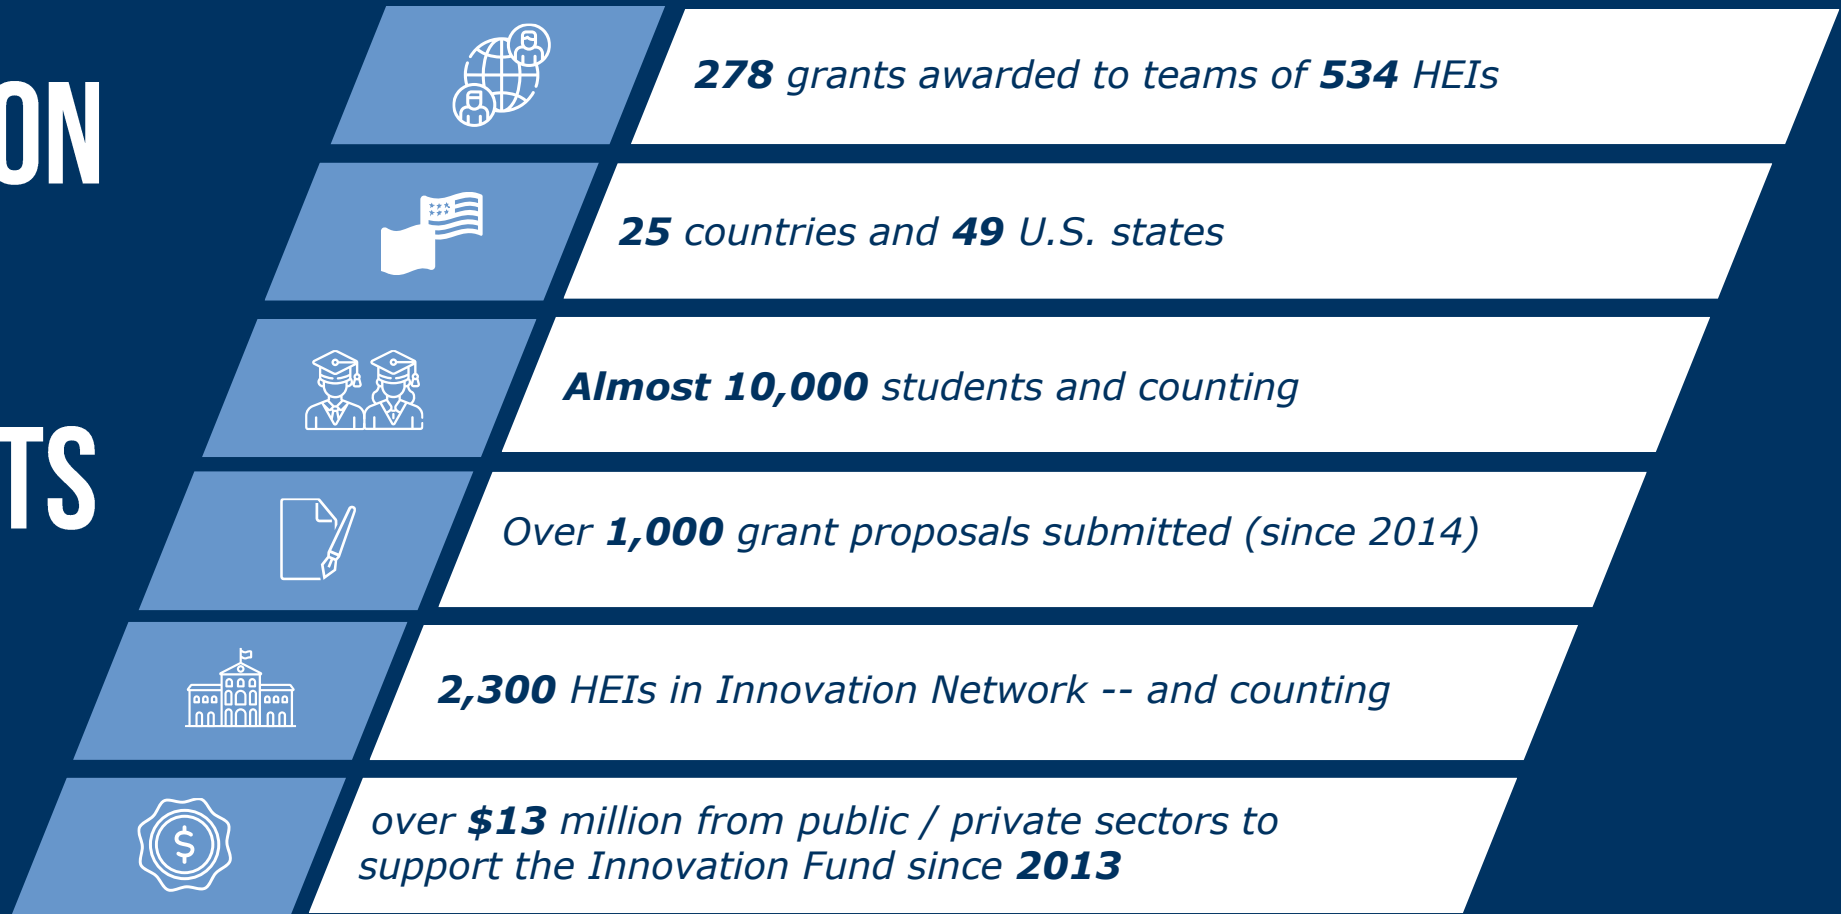 ON
TS
278 grants awarded to teams of 534 HEIs
25 countries and 49 U.S. states
Almost 10,000 students and counting
Over 1,000 grant proposals submitted (since 2014)
2,300 HEIs in Innovation Network -- and counting
over $13 million from public / private sectors to
support the Innovation Fund since 2013
$